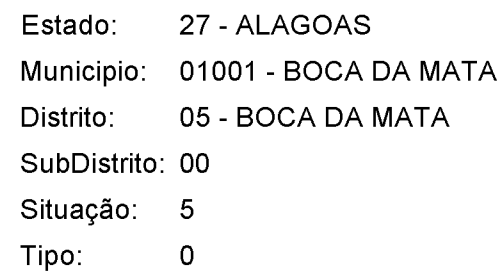 Estado: 27 - ALAGOAS
Municipio: 01001 - BOCA DA MATA
Distrito: 05 - BOCA DA MATA
SubDistrito: 00
Situação: 5
Tipo: 0